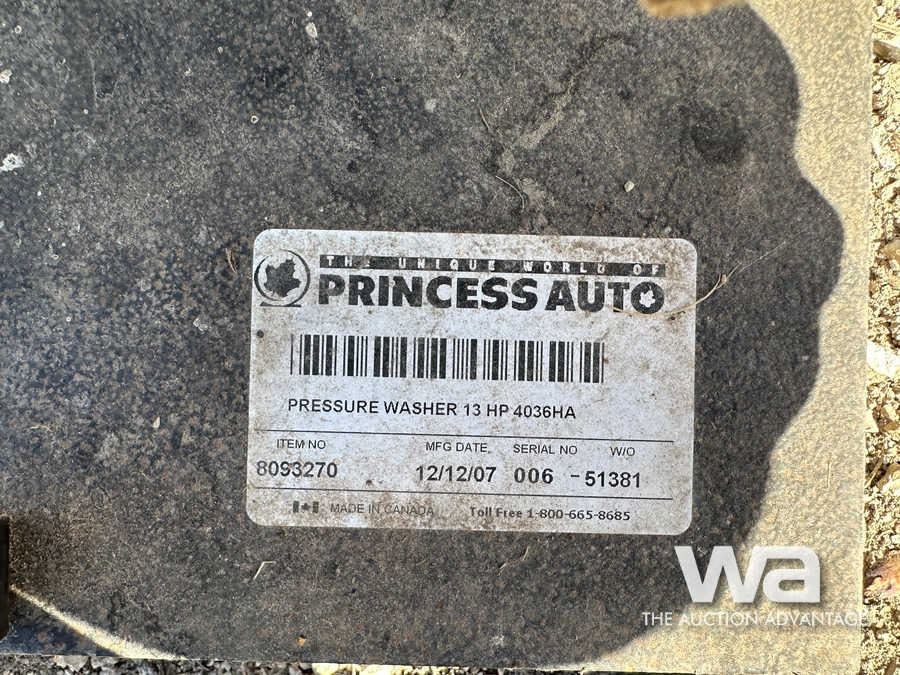 THE UNIQUE WORLD OF
PRINCESS AUTO
PRESSURE WASHER 13 HP 4036HA
ITEM NO MFG DATE SERIAL NO W/O
8093270 12/12/07 006 - 51381
MADE IN CANADA Toll Free 1-800-665-8685
wa
THE AUCTION ADVANTAGE